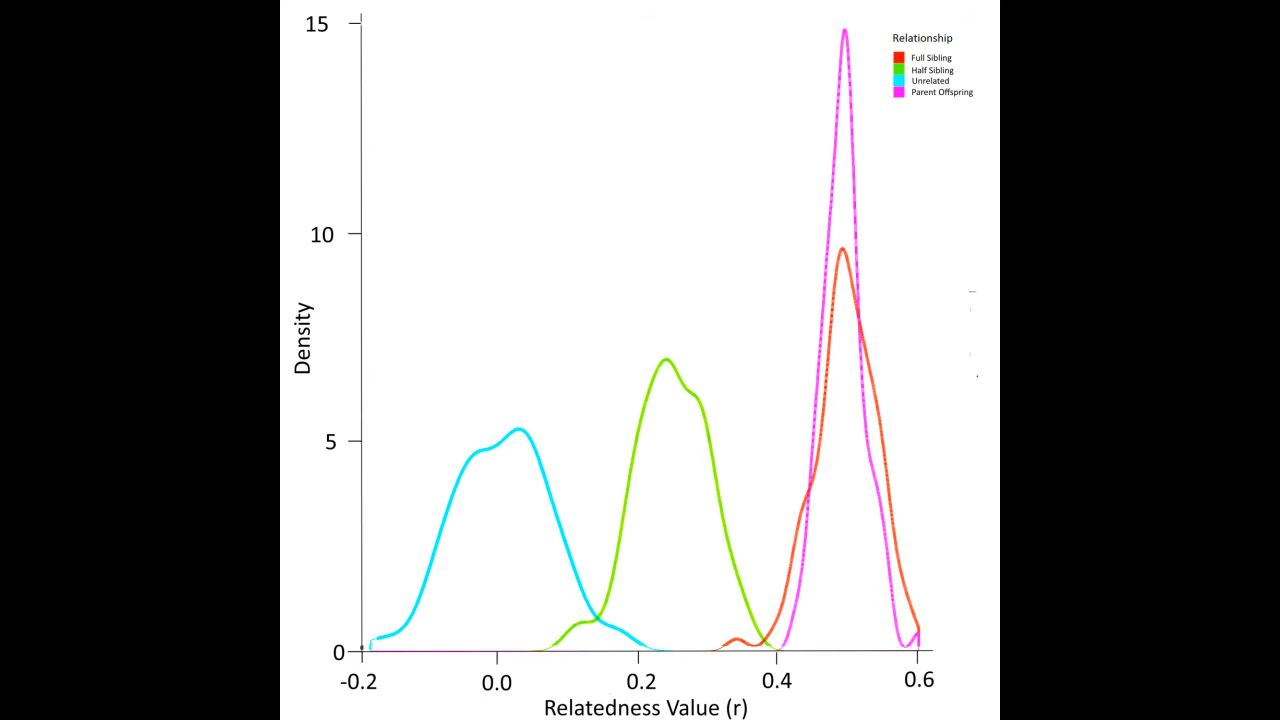 15
Relationship
Full Sibling
Half Sibling
Unrelated
Parent Offspring
10
Density
5
0
-0.2 0.0 0.2 0.4 0.6
Relatedness Value (r)